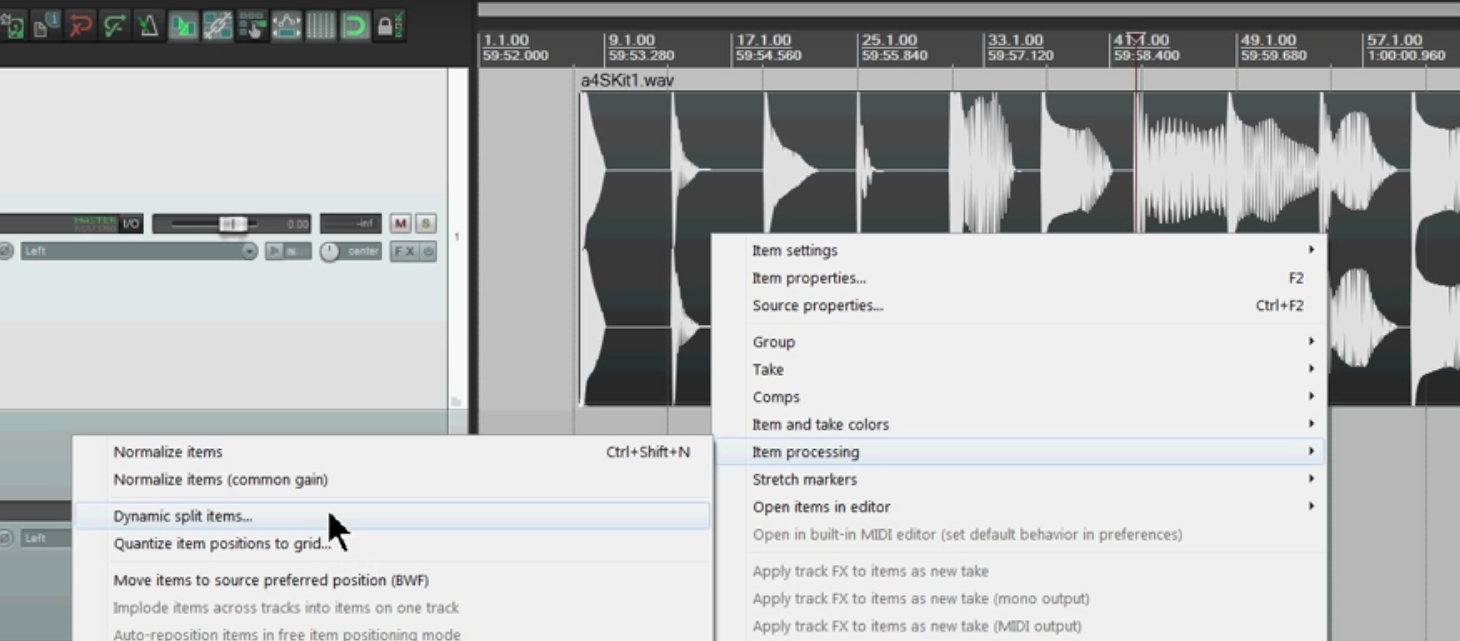 1.1.00 9.1.00 17.1.00 25.1.00 33.1.00 41.1.00 49.1.00 57.1.00
59:52.000 59:53.280 59:54.560 59:55.840 59:57.120 59:58.400 59:59.680 1:00:00.960
a4SKit1.wav
MASTER I/O 0.00 -inf M S
1
Left IN center FX
Item settings
Item properties... F2
Source properties... Ctrl+F2
Group
Take
Comps
Item and take colors
Item processing
Stretch markers
Open items in editor
Open in built-in MIDI editor (set default behavior in preferences)
Apply track FX to items as new take
Apply track FX to items as new take (mono output)
Apply track FX to items as new take (MIDI output)
Normalize items Ctrl+Shift+N
Normalize items (common gain)
Dynamic split items...
Quantize item positions to grid...
Move items to source preferred position (BWF)
Implode items across tracks into items on one track
Auto-reposition items in free item positioning mode
Left